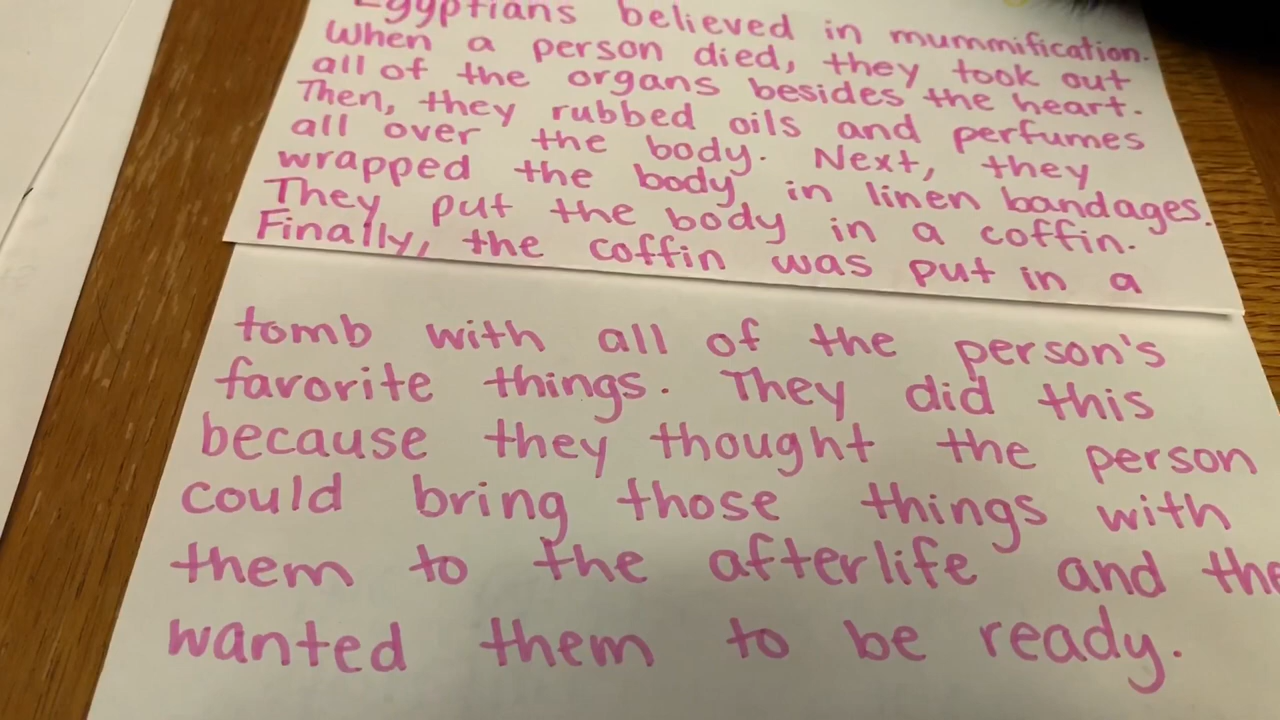 Egyptians believed in mummification.
When a person died, they took out
all of the organs besides the heart.
Then, they rubbed oils and perfumes
all over the body. Next, they
wrapped the body in linen bandages.
They put the body in a coffin.
Finally, the coffin was put in a
tomb with all of the person's
favorite things. They did this
because they thought the person
could bring those things with
them to the afterlife and the
wanted them to be ready.